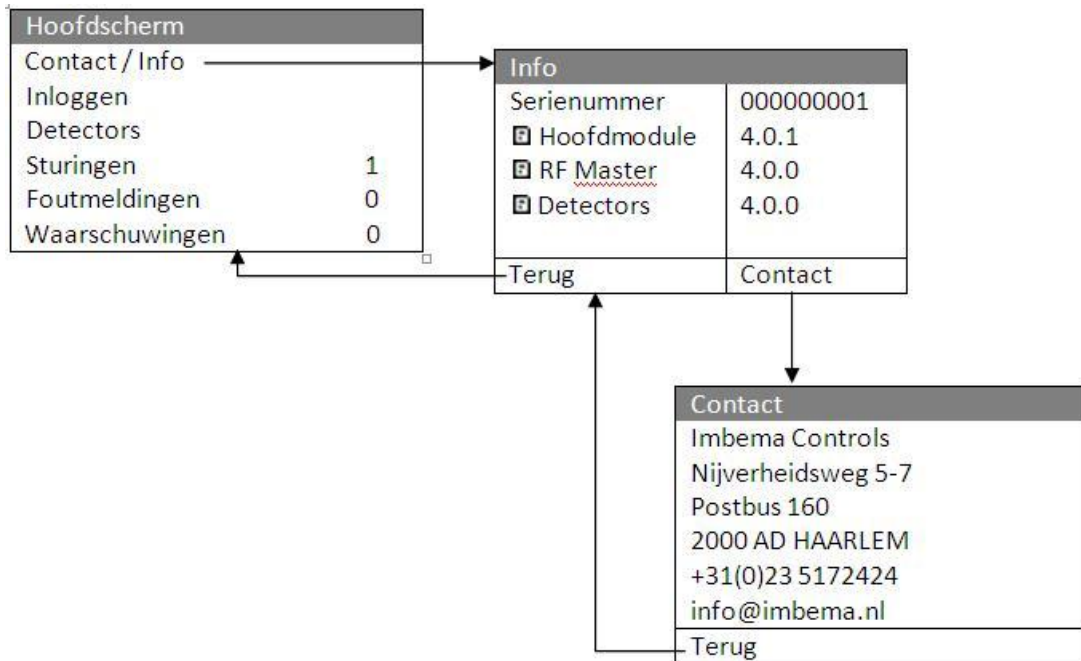 Hoofdscherm
Contact / Info
Inloggen
Detectors
Sturingen 1
Foutmeldingen 0
Waarschuwingen 0
Info
Serienummer 000000001
Hoofdmodule 4.0.1
RF Master 4.0.0
Detectors 4.0.0
Terug Contact
Contact
Imbema Controls
Nijverheidsweg 5-7
Postbus 160
2000 AD HAARLEM
+31(0)23 5172424
info@imbema.nl
Terug